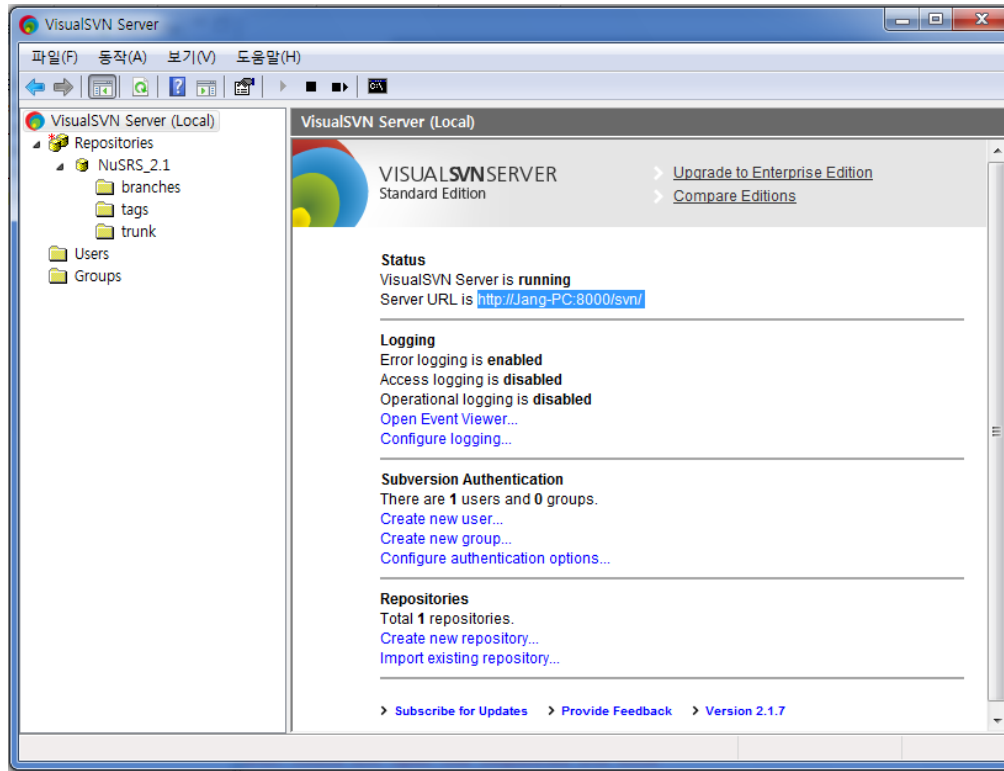 VisualSVN Server
파일(F) 동작(A) 보기(V) 도움말(H)
VisualSVN Server (Local)
Repositories
NuSRS_2.1
branches
tags
trunk
Users
Groups
VisualSVN Server (Local)
VISUALSVNSERVER
Standard Edition
Upgrade to Enterprise Edition
Compare Editions
Status
VisualSVN Server is running
Server URL is http://Jang-PC:8000/svn/
Logging
Error logging is enabled
Access logging is disabled
Operational logging is disabled
Open Event Viewer...
Configure logging...
Subversion Authentication
There are 1 users and 0 groups.
Create new user...
Create new group...
Configure authentication options...
Repositories
Total 1 repositories.
Create new repository...
Import existing repository...
Subscribe for Updates Provide Feedback Version 2.1.7